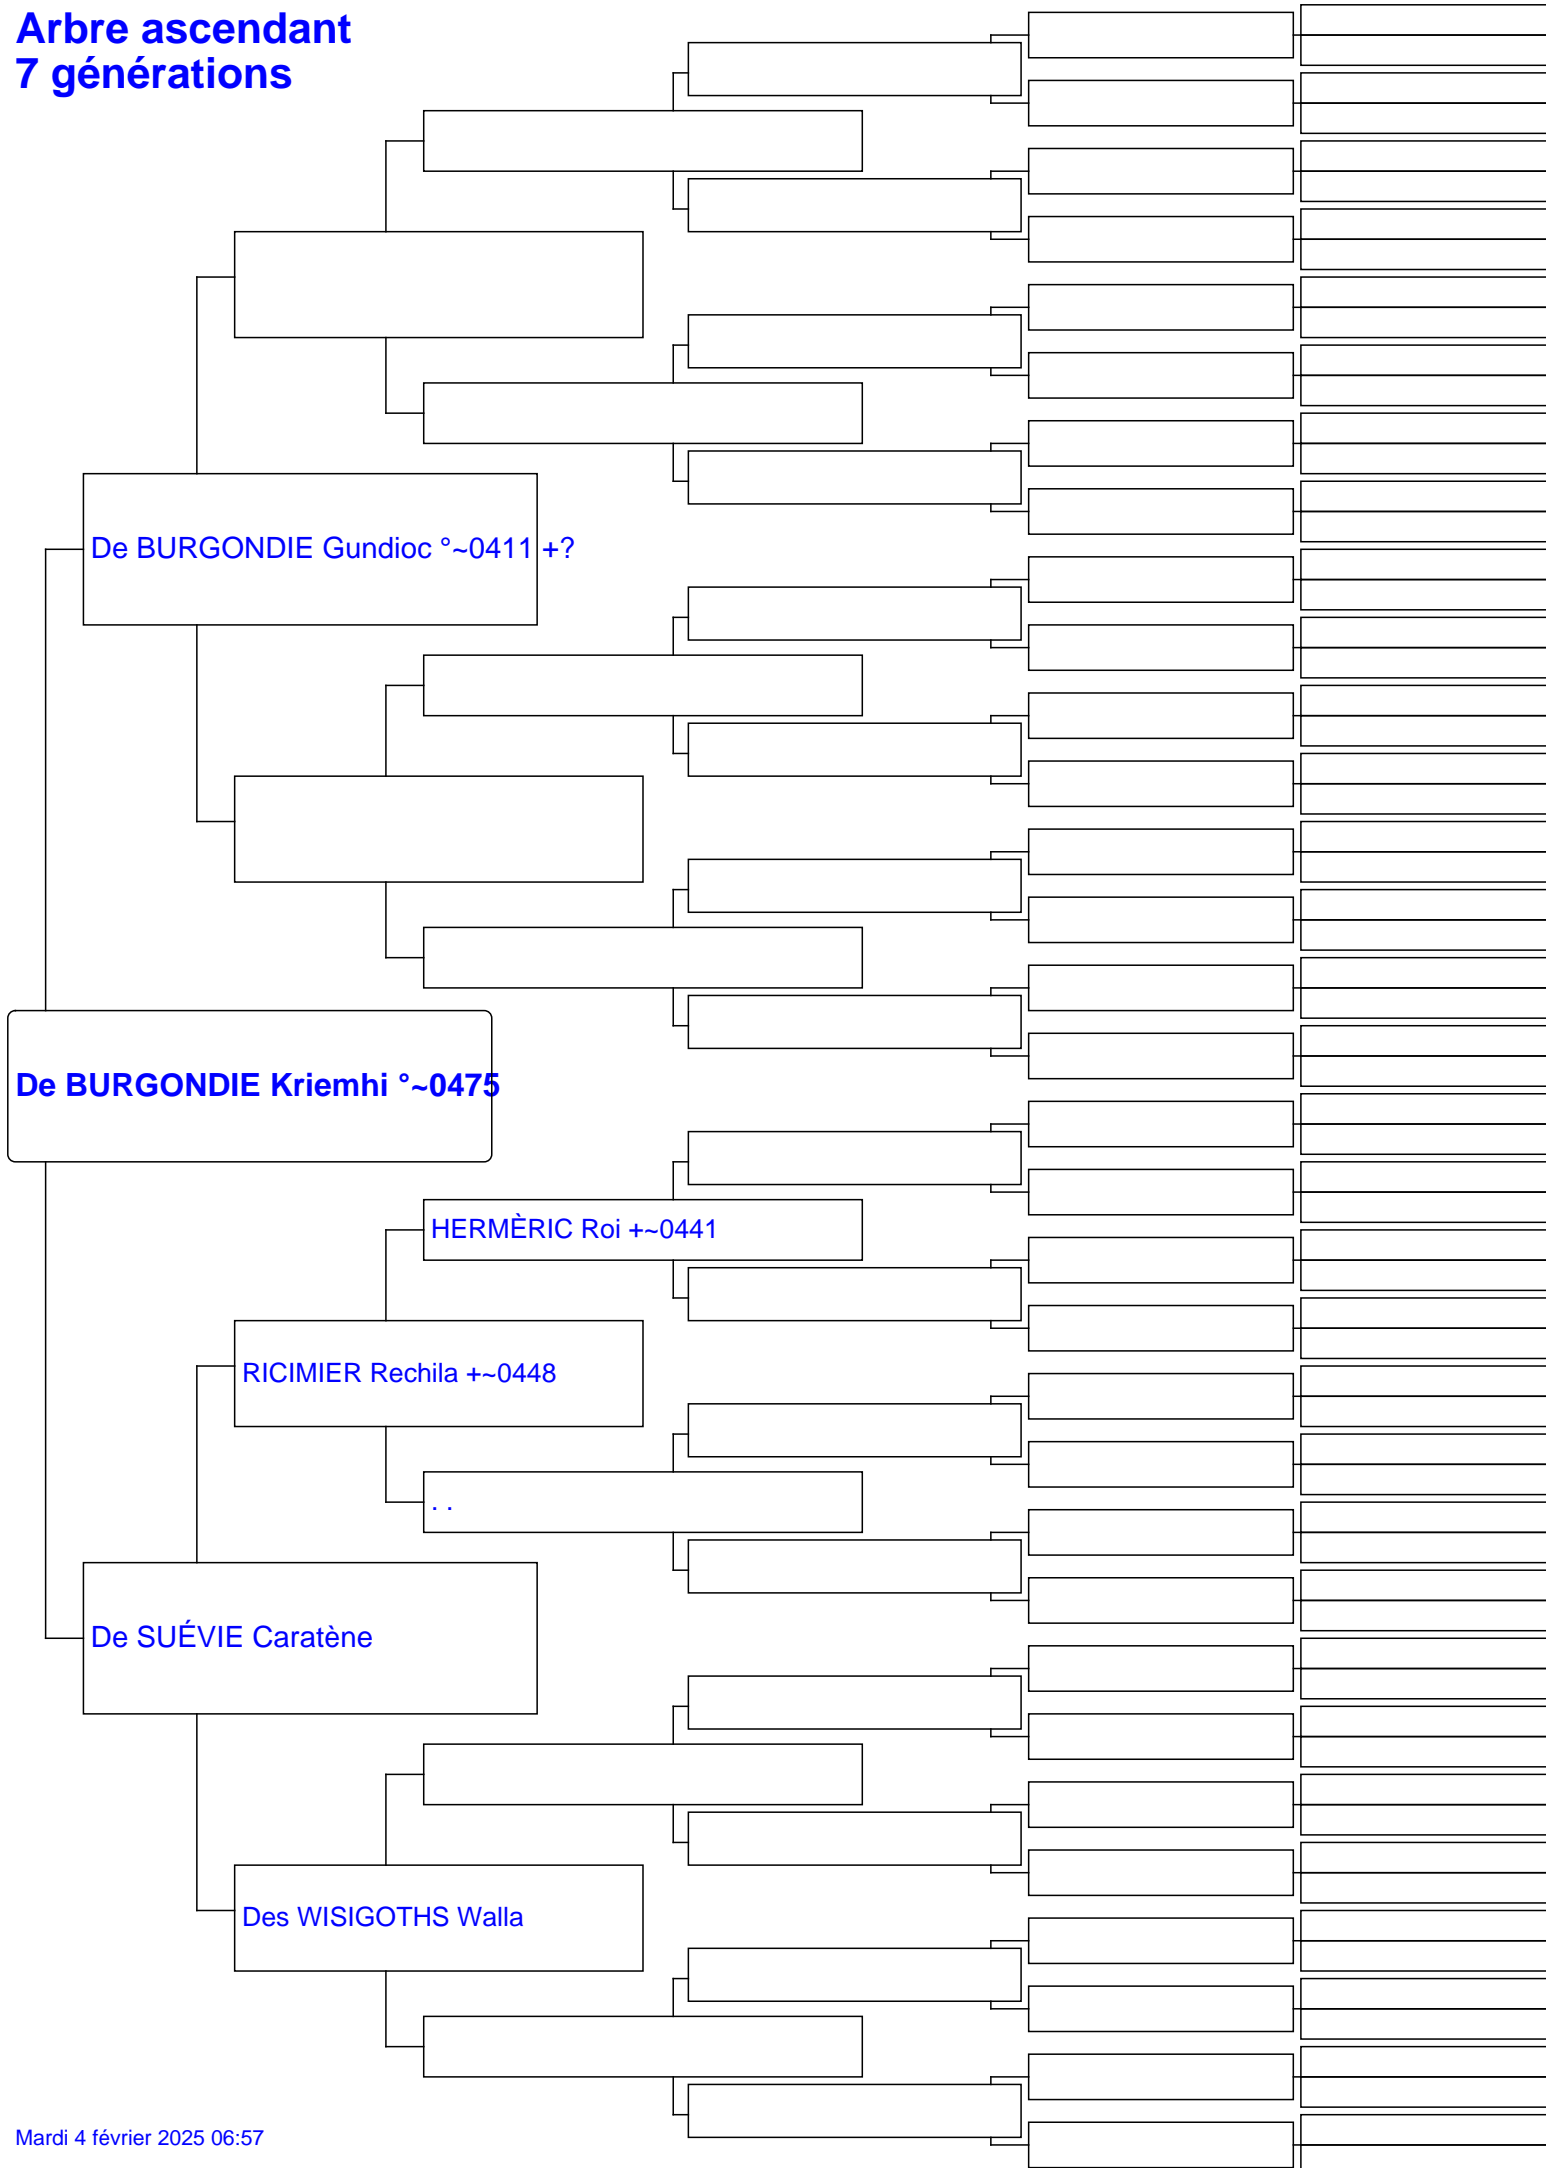 Arbre ascendant
7 générations
De BURGONDIE Gundioc °~0411 +?
De BURGONDIE Kriemhi °~0475
HERMÈRIC Roi +~0441
RICIMIER Rechila +~0448
. .
De SUÉVIE Caratène
Des WISIGOTHS Walla
Mardi 4 février 2025 06:57